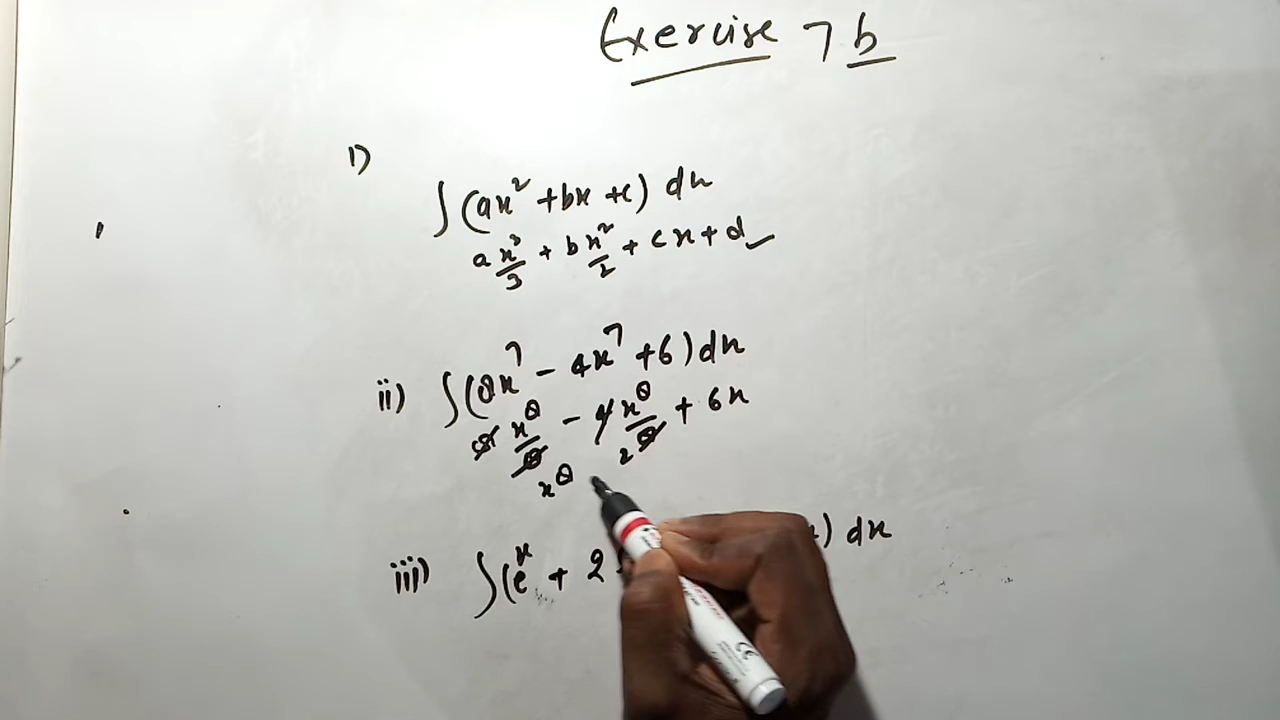 Exercise 7b
1)
∫(ax² + bx + c) dx
a x³/3 + b x²/2 + cx + d
ii) ∫(8x⁷ - 4x⁷ + 6) dx
8 x⁸/8 - 4 x⁸/8 + 6x
2
x⁸
iii) ∫(eˣ + 2 ) dx